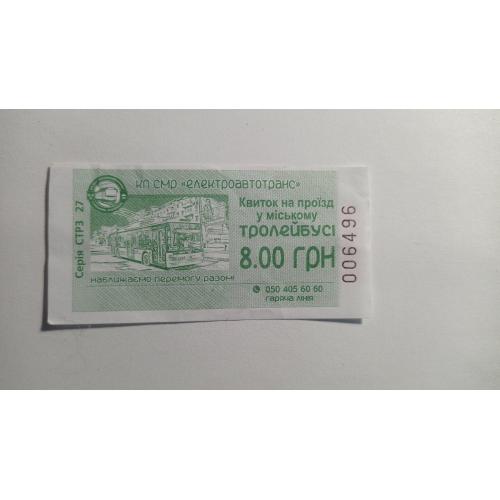 КП СМР «ЕЛЕКТРОАВТОТРАНС»
Серія СТРЗ 27
Квиток на проїзд
у міському
ТРОЛЕЙБУСІ
8.00 ГРН
НАБЛИЖАЄМО ПЕРЕМОГУ РАЗОМ!
050 405 60 60
ГАРЯЧА ЛІНІЯ
006496